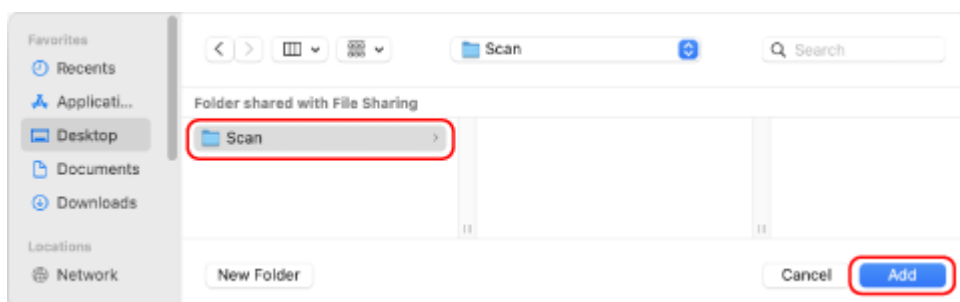 Favorites
Recents
Applicati...
Desktop
Documents
Downloads
Locations
Network
Scan
Search
Folder shared with File Sharing
Scan
New Folder
Cancel
Add